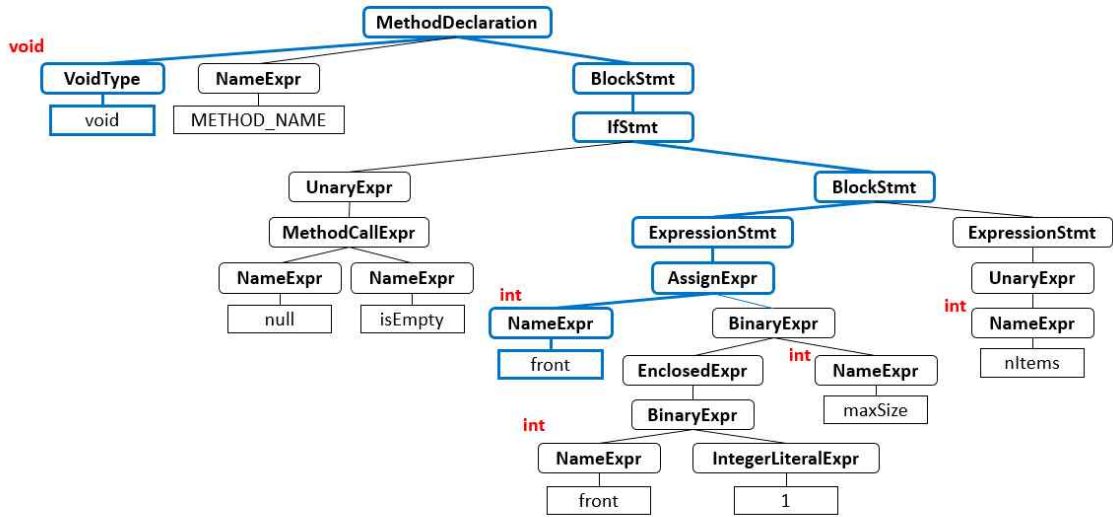 MethodDeclaration
void
VoidType
NameExpr
BlockStmt
void
METHOD_NAME
IfStmt
UnaryExpr
BlockStmt
MethodCallExpr
ExpressionStmt
ExpressionStmt
NameExpr
NameExpr
AssignExpr
UnaryExpr
int
int
null
isEmpty
NameExpr
BinaryExpr
NameExpr
front
int
nItems
EnclosedExpr
NameExpr
maxSize
BinaryExpr
int
NameExpr
IntegerLiteralExpr
front
1